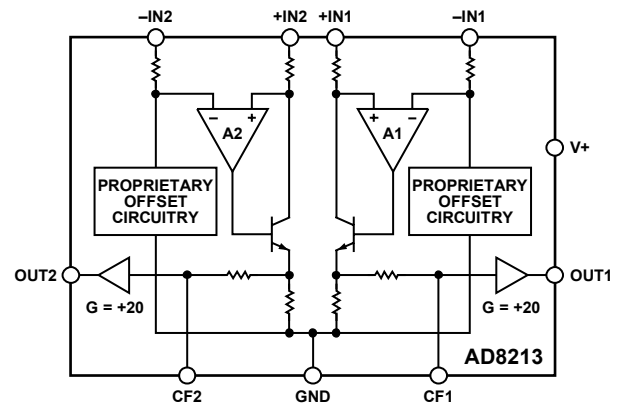 –IN2 +IN2 +IN1 –IN1
– + + –
A2 A1
V+
PROPRIETARY
OFFSET
CIRCUITRY
PROPRIETARY
OFFSET
CIRCUITRY
OUT2 OUT1
G = +20 G = +20
AD8213
CF2 GND CF1